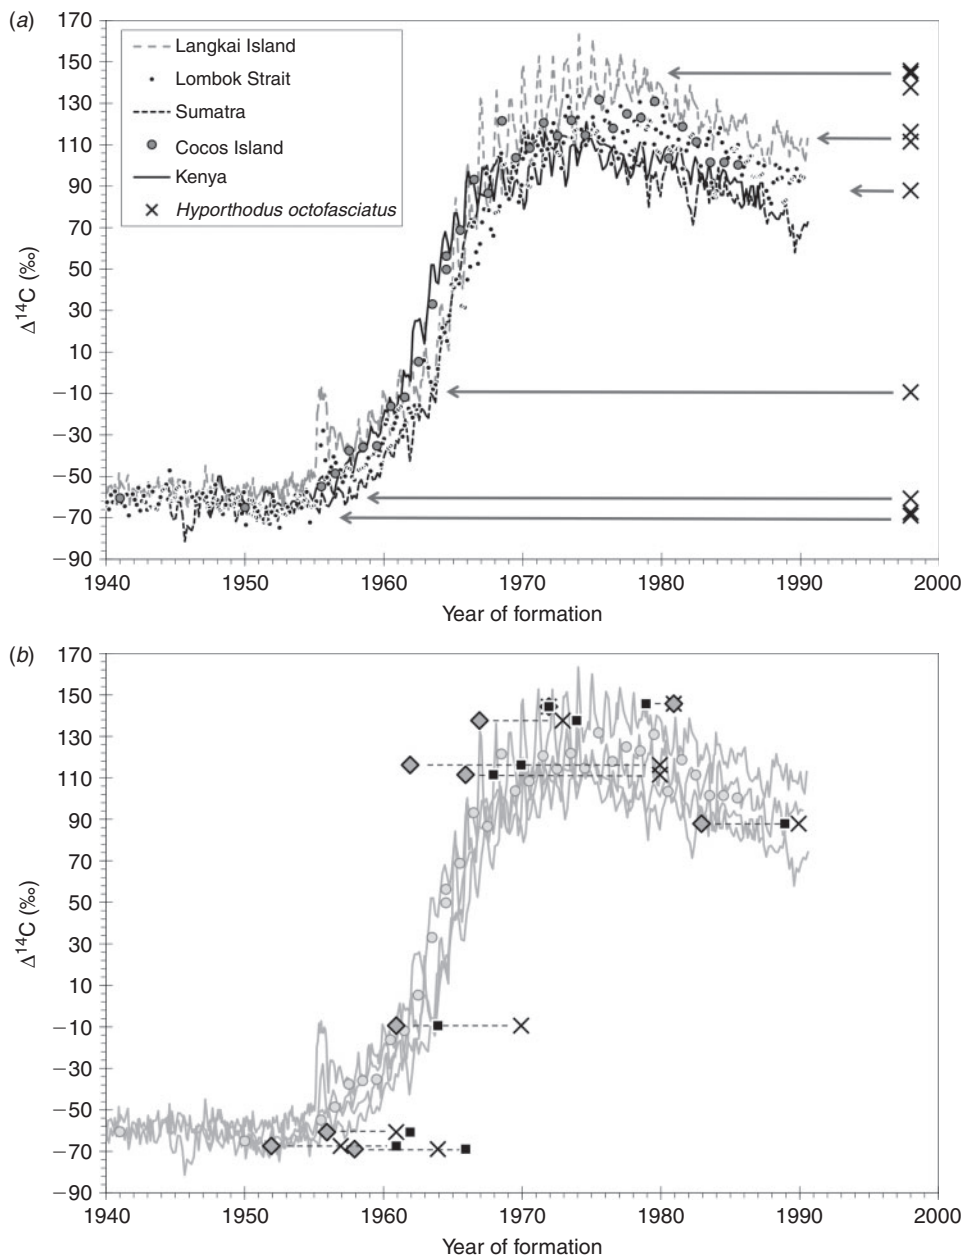 (a)
170
150
130
110
90
70
50
30
10
−10
−30
−50
−70
−90
Δ¹⁴C (‰)
Langkai Island
Lombok Strait
Sumatra
Cocos Island
Kenya
Hyporthodus octofasciatus
1940 1950 1960 1970 1980 1990 2000
Year of formation
(b)
170
150
130
110
90
70
50
30
10
−10
−30
−50
−70
−90
Δ¹⁴C (‰)
1940 1950 1960 1970 1980 1990 2000
Year of formation